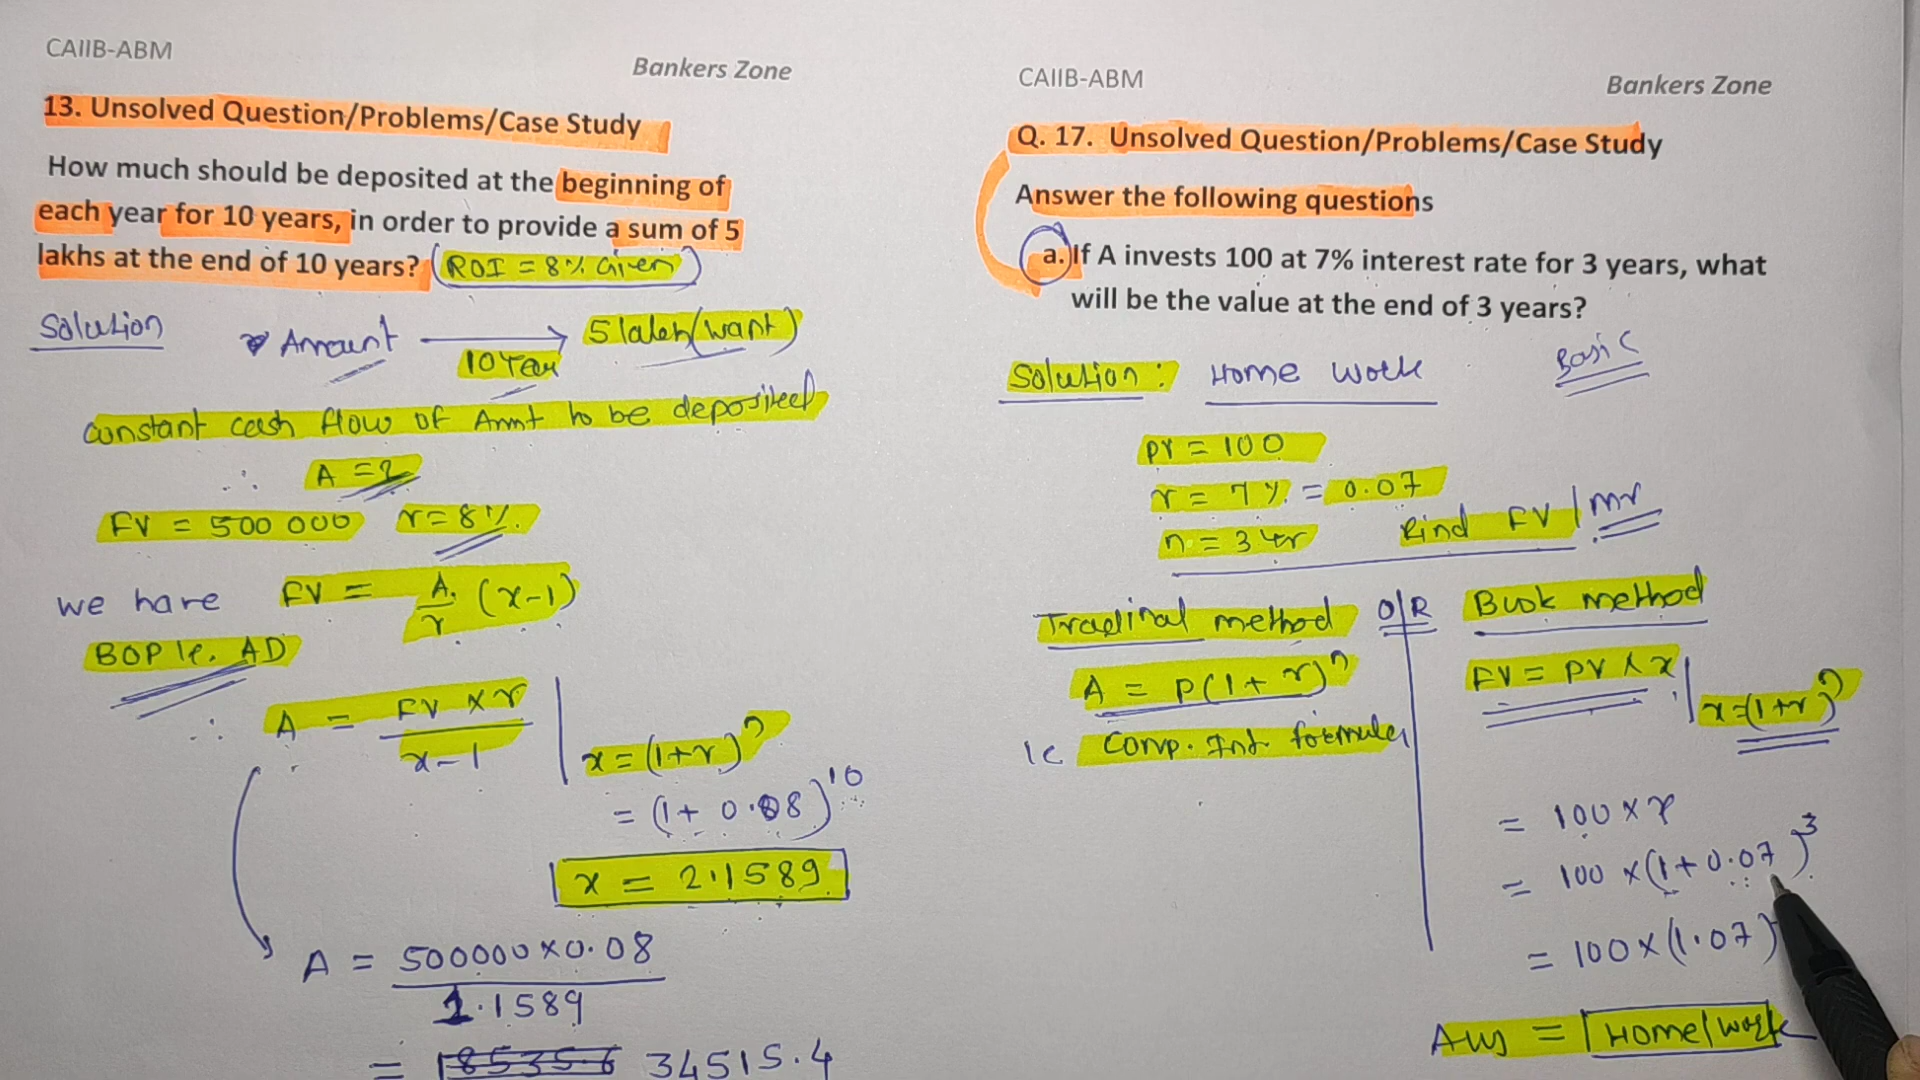 CAIIB-ABM
Bankers Zone
13. Unsolved Question/Problems/Case Study
How much should be deposited at the beginning of
each year for 10 years, in order to provide a sum of 5
lakhs at the end of 10 years? (ROI = 8% Given)
Solution
Amount → 5 lakh (want)
10 Year
constant cash flow of Amnt to be deposited
∴ A = ?
FV = 500 000 r = 8%
we have FV = A/r (x-1)
BOP ie. AD
∴ A = FV × r / x-1 | x = (1+r)^n
= (1+ 0.08)^10
x = 2.1589
A = 500000 × 0.08 / 1.1589
= 34515.4
CAIIB-ABM
Bankers Zone
Q. 17. Unsolved Question/Problems/Case Study
Answer the following questions
a. If A invests 100 at 7% interest rate for 3 years, what
will be the value at the end of 3 years?
Solution: Home Work Basic
PV = 100
r = 7% = 0.07
n = 3 yr Find FV / MV
method O|R Book method
A = P(1+r)^n FV = PV × x | x = (1+r)^n
ie Comp. Int. formula
= 100 × x
= 100 × (1+0.07)^3
= 100 × (1.07)
Ans = Home/work